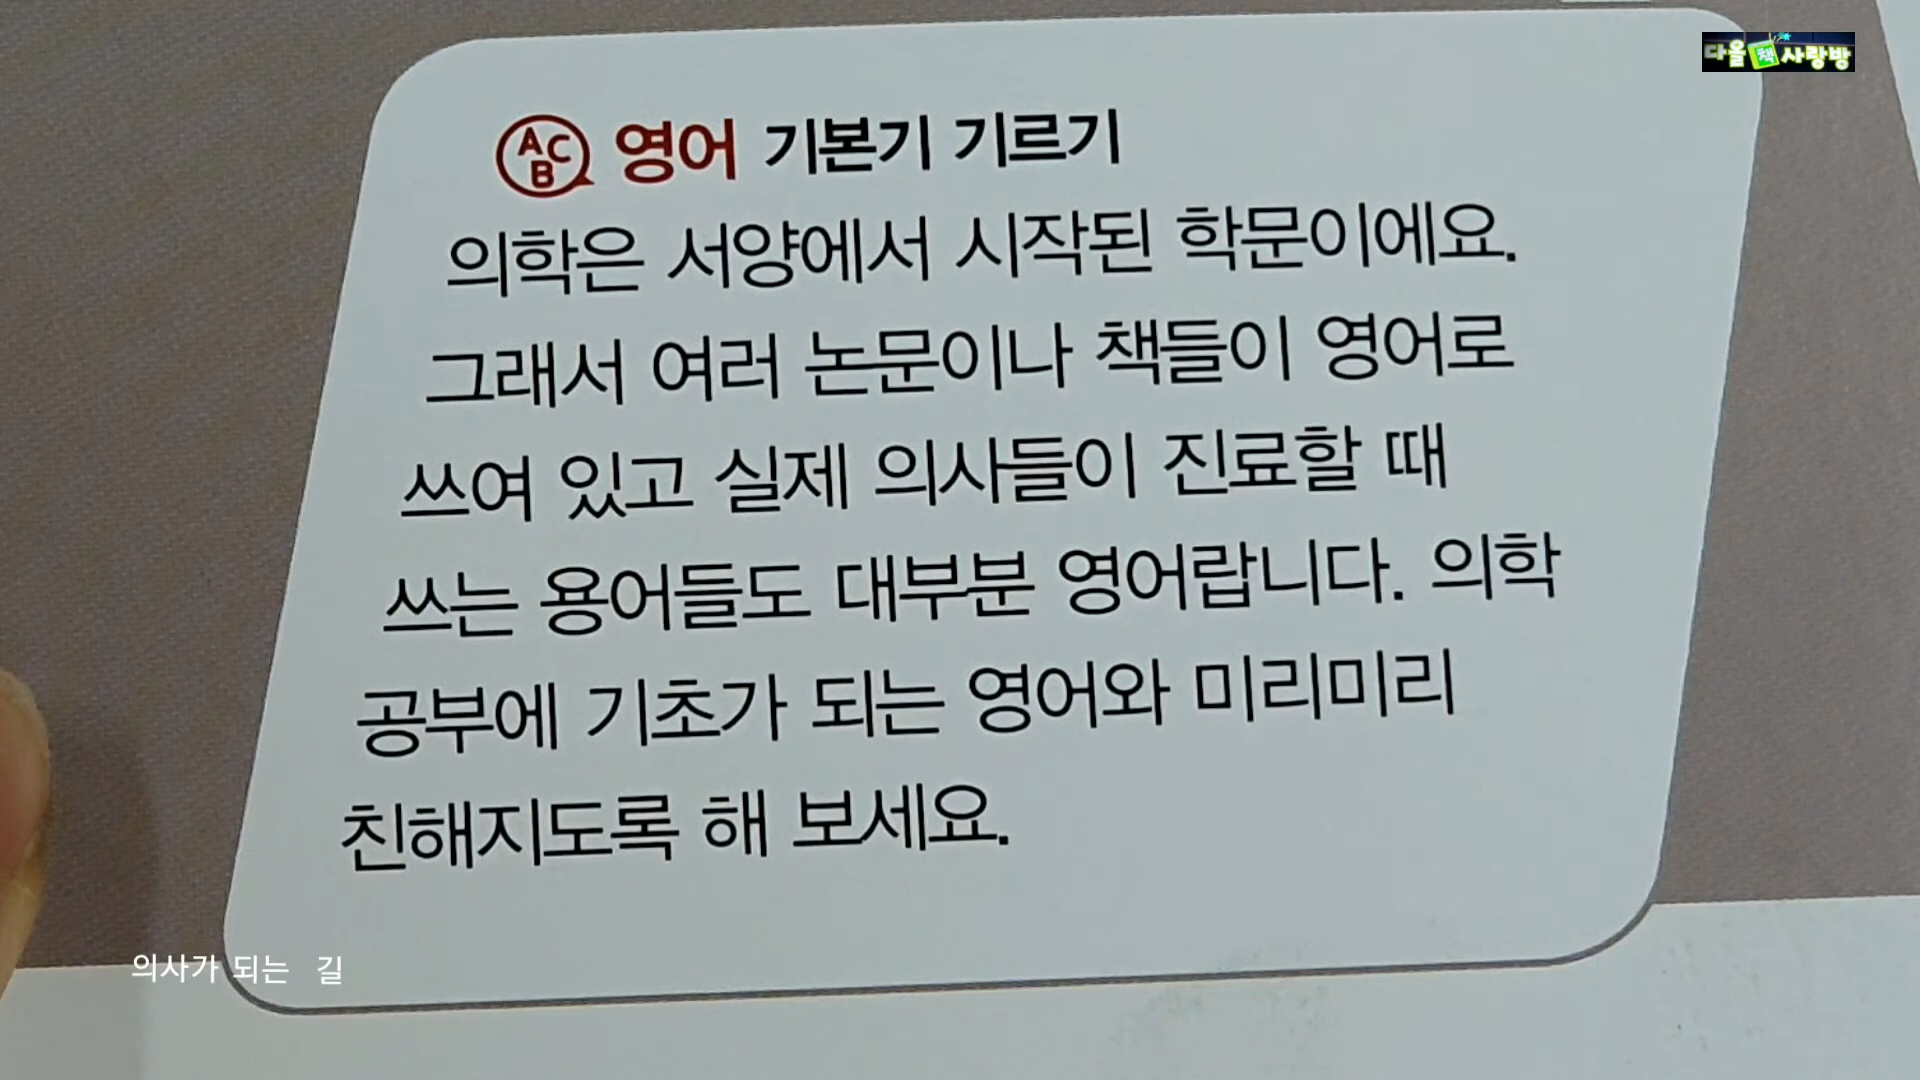 다올책사랑방
ABC 영어 기본기 기르기
의학은 서양에서 시작된 학문이에요.
그래서 여러 논문이나 책들이 영어로
쓰여 있고 실제 의사들이 진료할 때
쓰는 용어들도 대부분 영어랍니다. 의학
공부에 기초가 되는 영어와 미리미리
친해지도록 해 보세요.
의사가 되는 길